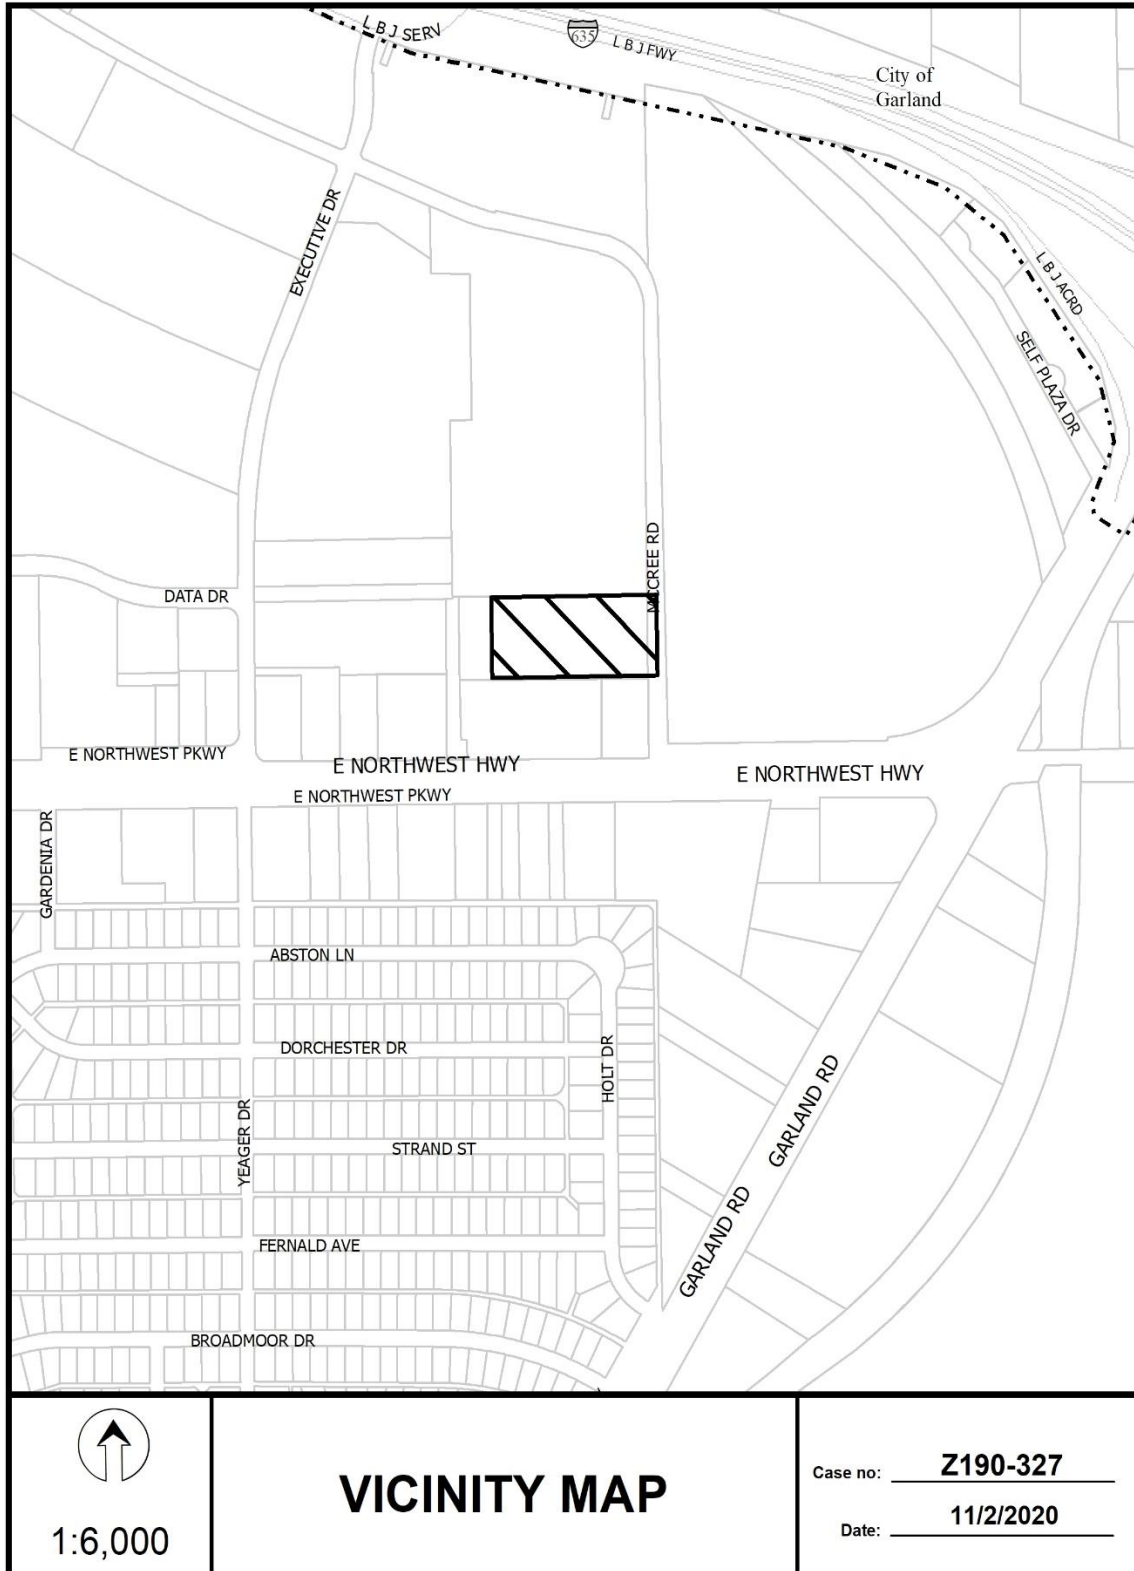 L B J SERV
635
L B J FWY
City of
Garland
EXECUTIVE DR
L B J ACRD
SELF PLAZA DR
MCCREE RD
DATA DR
E NORTHWEST PKWY
E NORTHWEST HWY
E NORTHWEST HWY
E NORTHWEST PKWY
GARDENIA DR
ABSTON LN
DORCHESTER DR
HOLT DR
YEAGER DR
STRAND ST
GARLAND RD
GARLAND RD
FERNALD AVE
BROADMOOR DR
1:6,000
VICINITY MAP
Case no: Z190-327
Date: 11/2/2020